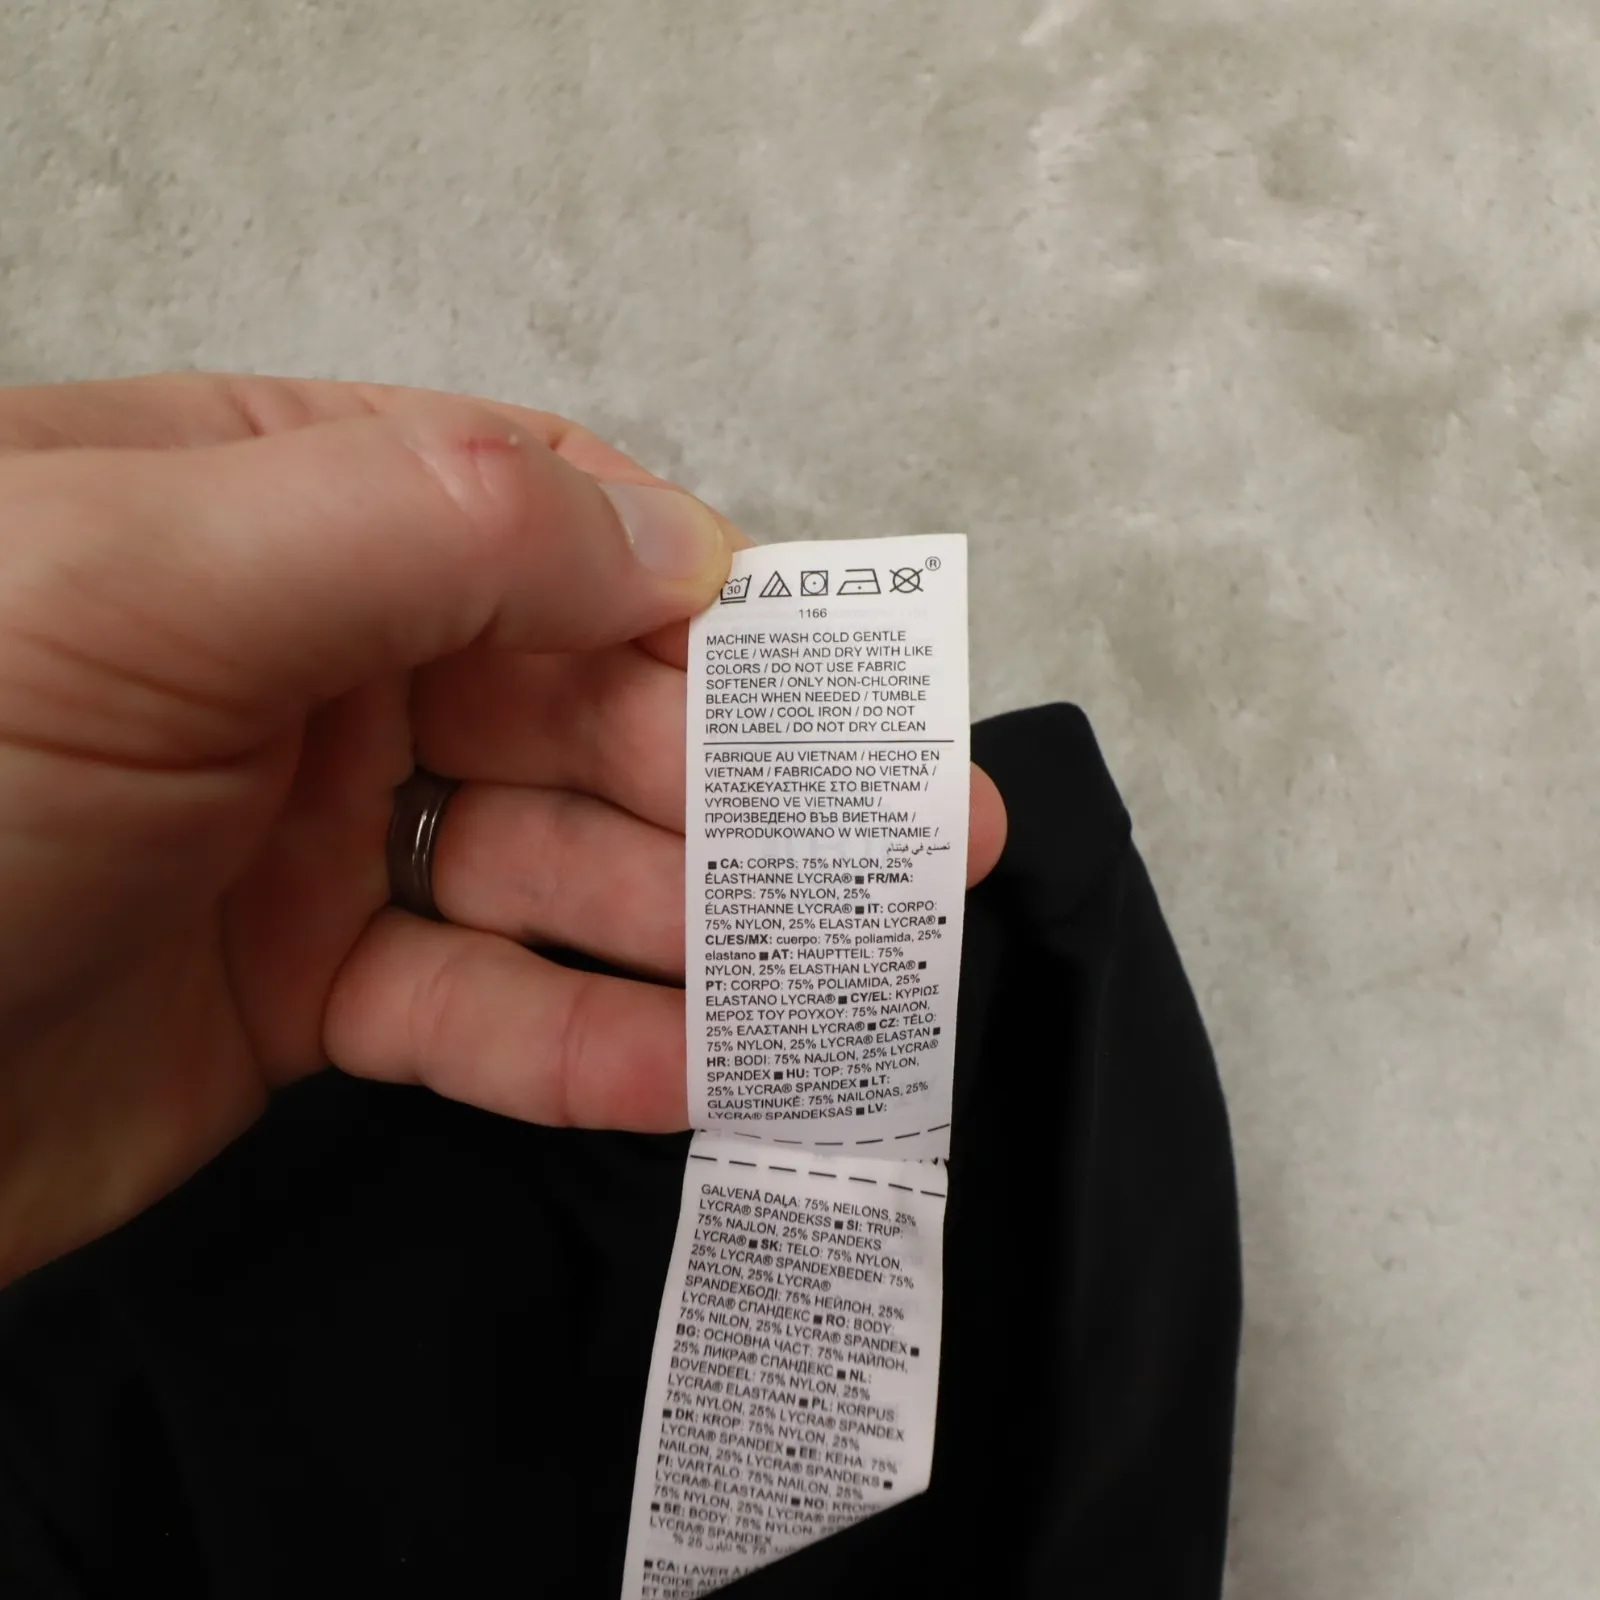 30
®
1166
MACHINE WASH COLD GENTLE
CYCLE / WASH AND DRY WITH LIKE
COLORS / DO NOT USE FABRIC
SOFTENER / ONLY NON-CHLORINE
BLEACH WHEN NEEDED / TUMBLE
DRY LOW / COOL IRON / DO NOT
IRON LABEL / DO NOT DRY CLEAN
FABRIQUE AU VIETNAM / HECHO EN
VIETNAM / FABRICADO NO VIETNÃ /
ΚΑΤΑΣΚΕΥΑΣΤΗΚΕ ΣΤΟ ΒΙΕΤΝΑΜ /
VYROBENO VE VIETNAMU /
ПРОИЗВЕДЕНО ВЪВ ВИЕТНАМ /
WYPRODUKOWANO W WIETNAMIE /
تصنع في فيتنام
■ CA: CORPS: 75% NYLON, 25%
ÉLASTHANNE LYCRA® ■ FR/MA:
CORPS: 75% NYLON, 25%
ÉLASTHANNE LYCRA® ■ IT: CORPO:
75% NYLON, 25% ELASTAN LYCRA® ■
CL/ES/MX: cuerpo: 75% poliamida, 25%
elastano ■ AT: HAUPTTEIL: 75%
NYLON, 25% ELASTHAN LYCRA® ■
PT: CORPO: 75% POLIAMIDA, 25%
ELASTANO LYCRA® ■ CY/EL: ΚΥΡΙΩΣ
ΜΕΡΟΣ ΤΟΥ ΡΟΥΧΟΥ: 75% ΝΑΙΛΟΝ,
25% ΕΛΑΣΤΑΝΗ LYCRA® ■ CZ: TĚLO:
75% NYLON, 25% LYCRA® ELASTAN ■
HR: BODI: 75% NAJLON, 25% LYCRA®
SPANDEX ■ HU: TOP: 75% NYLON,
25% LYCRA® SPANDEX ■ LT:
GLAUSTINUKĖ: 75% NAILONAS, 25%
LYCRA® SPANDEKSAS ■ LV:
GALVENĀ DAĻA: 75% NEILONS, 25%
LYCRA® SPANDEKSS ■ SI: TRUP:
75% NAJLON, 25% SPANDEKS
LYCRA® ■ SK: TELO: 75% NYLON,
25% LYCRA® SPANDEXBEDEN: 75%
NAYLON, 25% LYCRA®
SPANDEXБОДІ: 75% НЕЙЛОН, 25%
LYCRA® СПАНДЕКС ■ RO: BODY:
75% NILON, 25% LYCRA® SPANDEX ■
BG: ОСНОВНА ЧАСТ: 75% НАЙЛОН,
25% ЛИКРА® СПАНДЕКС ■ NL:
BOVENDEEL: 75% NYLON, 25%
LYCRA® ELASTAAN ■ PL: KORPUS:
75% NYLON, 25% LYCRA® SPANDEX
■ DK: KROP: 75% NYLON, 25%
LYCRA® SPANDEX ■ EE: KEHA: 75%
NAILON, 25% LYCRA® SPANDEKS ■
FI: VARTALO: 75% NAILON, 25%
LYCRA®-ELASTAANI ■ NO: KROPP:
75% NYLON, 25% LYCRA®
■ SE: BODY: 75% NYLON,
LYCRA® SPANDEX
■ CA: LAVER À
FROIDE AU
ET